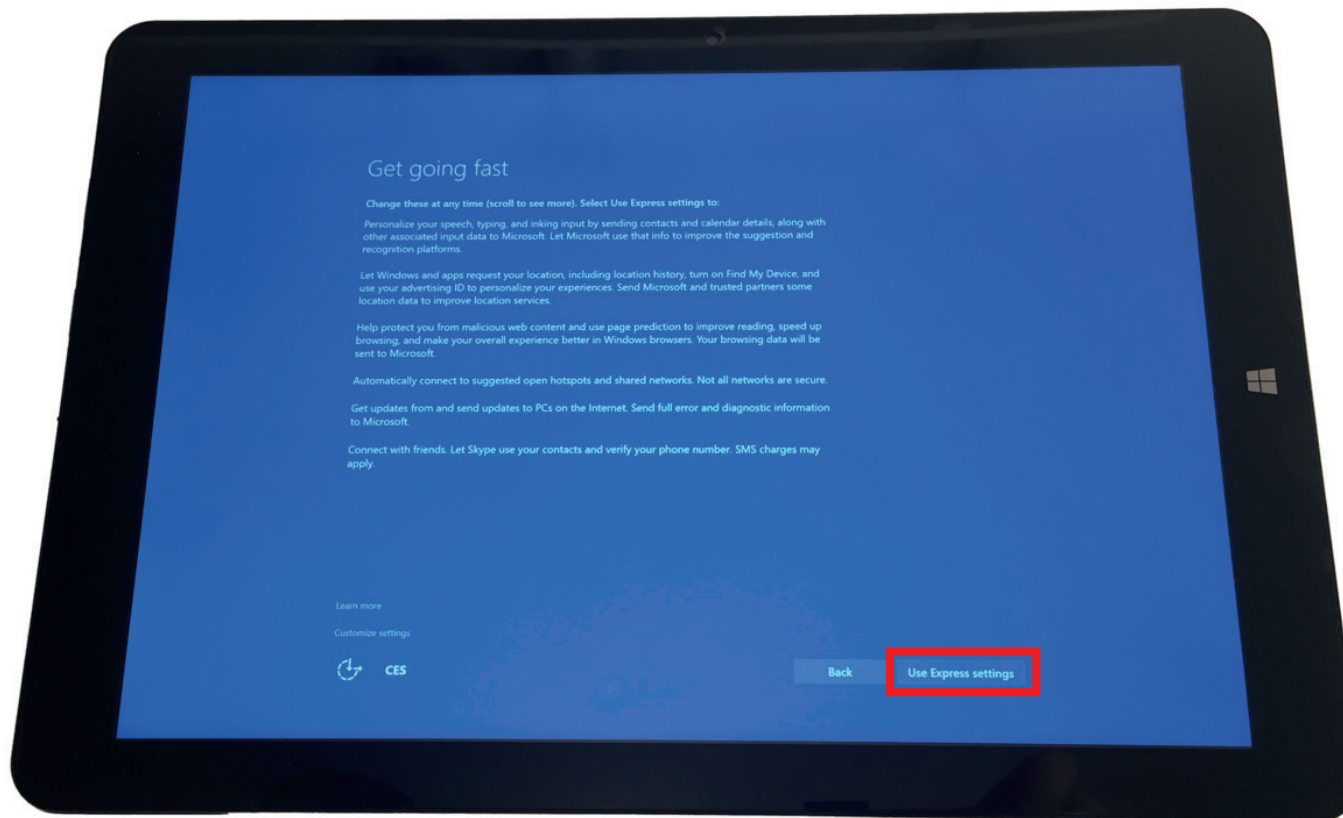 Get going fast
Change these at any time (scroll to see more). Select Use Express settings to:
Personalize your speech, typing, and inking input by sending contacts and calendar details, along with
other associated input data to Microsoft. Let Microsoft use that info to improve the suggestion and
recognition platforms.
Let Windows and apps request your location, including location history, turn on Find My Device, and
use your advertising ID to personalize your experiences. Send Microsoft and trusted partners some
location data to improve location services.
Help protect you from malicious web content and use page prediction to improve reading, speed up
browsing, and make your overall experience better in Windows browsers. Your browsing data will be
sent to Microsoft.
Automatically connect to suggested open hotspots and shared networks. Not all networks are secure.
Get updates from and send updates to PCs on the Internet. Send full error and diagnostic information
to Microsoft.
Connect with friends. Let Skype use your contacts and verify your phone number. SMS charges may
apply.
Learn more
Customize settings
CES
Back
Use Express settings